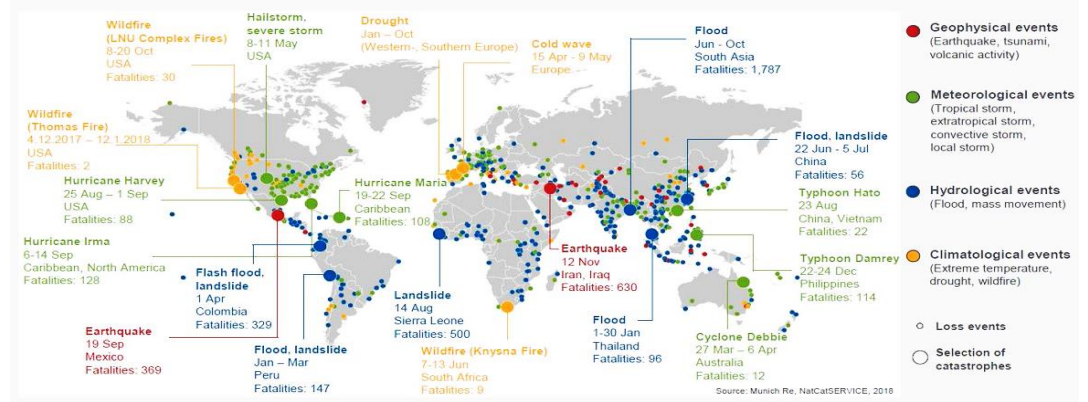 Wildfire
(LNU Complex Fires)
8-20 Oct
USA
Fatalities: 30
Hailstorm,
severe storm
8-11 May
USA
Drought
Jan – Oct
(Western-, Southern Europe)
Cold wave
15 Apr - 9 May
Europe
Flood
Jun - Oct
South Asia
Fatalities: 1,787
Wildfire
(Thomas Fire)
4.12.2017 – 12.1.2018
USA
Fatalities: 2
Flood, landslide
22 Jun - 5 Jul
China
Fatalities: 56
Hurricane Harvey
25 Aug – 1 Sep
USA
Fatalities: 88
Hurricane Maria
19-22 Sep
Caribbean
Fatalities: 108
Typhoon Hato
23 Aug
China, Vietnam
Fatalities: 22
Hurricane Irma
6-14 Sep
Caribbean, North America
Fatalities: 128
Earthquake
12 Nov
Iran, Iraq
Fatalities: 630
Typhoon Damrey
22-24 Dec
Philippines
Fatalities: 114
Flash flood,
landslide
1 Apr
Colombia
Fatalities: 329
Landslide
14 Aug
Sierra Leone
Fatalities: 500
Flood
1-30 Jan
Thailand
Fatalities: 96
Earthquake
19 Sep
Mexico
Fatalities: 369
Flood, landslide
Jan – Mar
Peru
Fatalities: 147
Wildfire (Knysna Fire)
7-13 Jun
South Africa
Fatalities: 9
Cyclone Debbie
27 Mar – 6 Apr
Australia
Fatalities: 12
Source: Munich Re, NatCatSERVICE, 2018
Geophysical events
(Earthquake, tsunami,
volcanic activity)
Meteorological events
(Tropical storm,
extratropical storm,
convective storm,
local storm)
Hydrological events
(Flood, mass movement)
Climatological events
(Extreme temperature,
drought, wildfire)
Loss events
Selection of
catastrophes